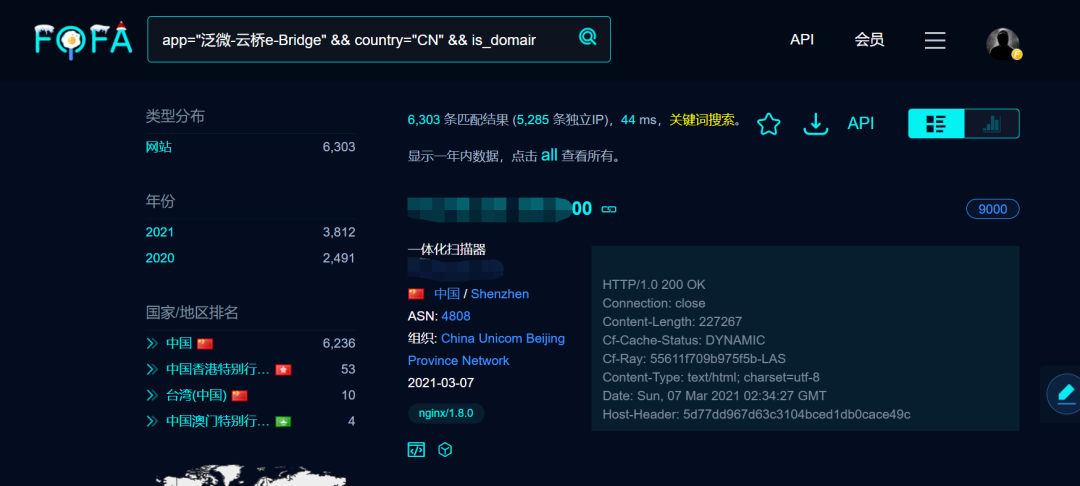 FOFA
app="泛微-云桥e-Bridge" && country="CN" && is_domair
API
会员
类型分布
网站 6,303
年份
2021 3,812
2020 2,491
国家/地区排名
中国 6,236
中国香港特别行... 53
台湾(中国) 10
中国澳门特别行... 4
6,303 条匹配结果 (5,285 条独立IP)，44 ms，关键词搜索。
API
显示一年内数据，点击 all 查看所有。
00
9000
一体化扫描器
中国 / Shenzhen
ASN: 4808
组织: China Unicom Beijing
Province Network
2021-03-07
nginx/1.8.0
HTTP/1.0 200 OK
Connection: close
Content-Length: 227267
Cf-Cache-Status: DYNAMIC
Cf-Ray: 55611f709b975f5b-LAS
Content-Type: text/html; charset=utf-8
Date: Sun, 07 Mar 2021 02:34:27 GMT
Host-Header: 5d77dd967d63c3104bced1db0cace49c